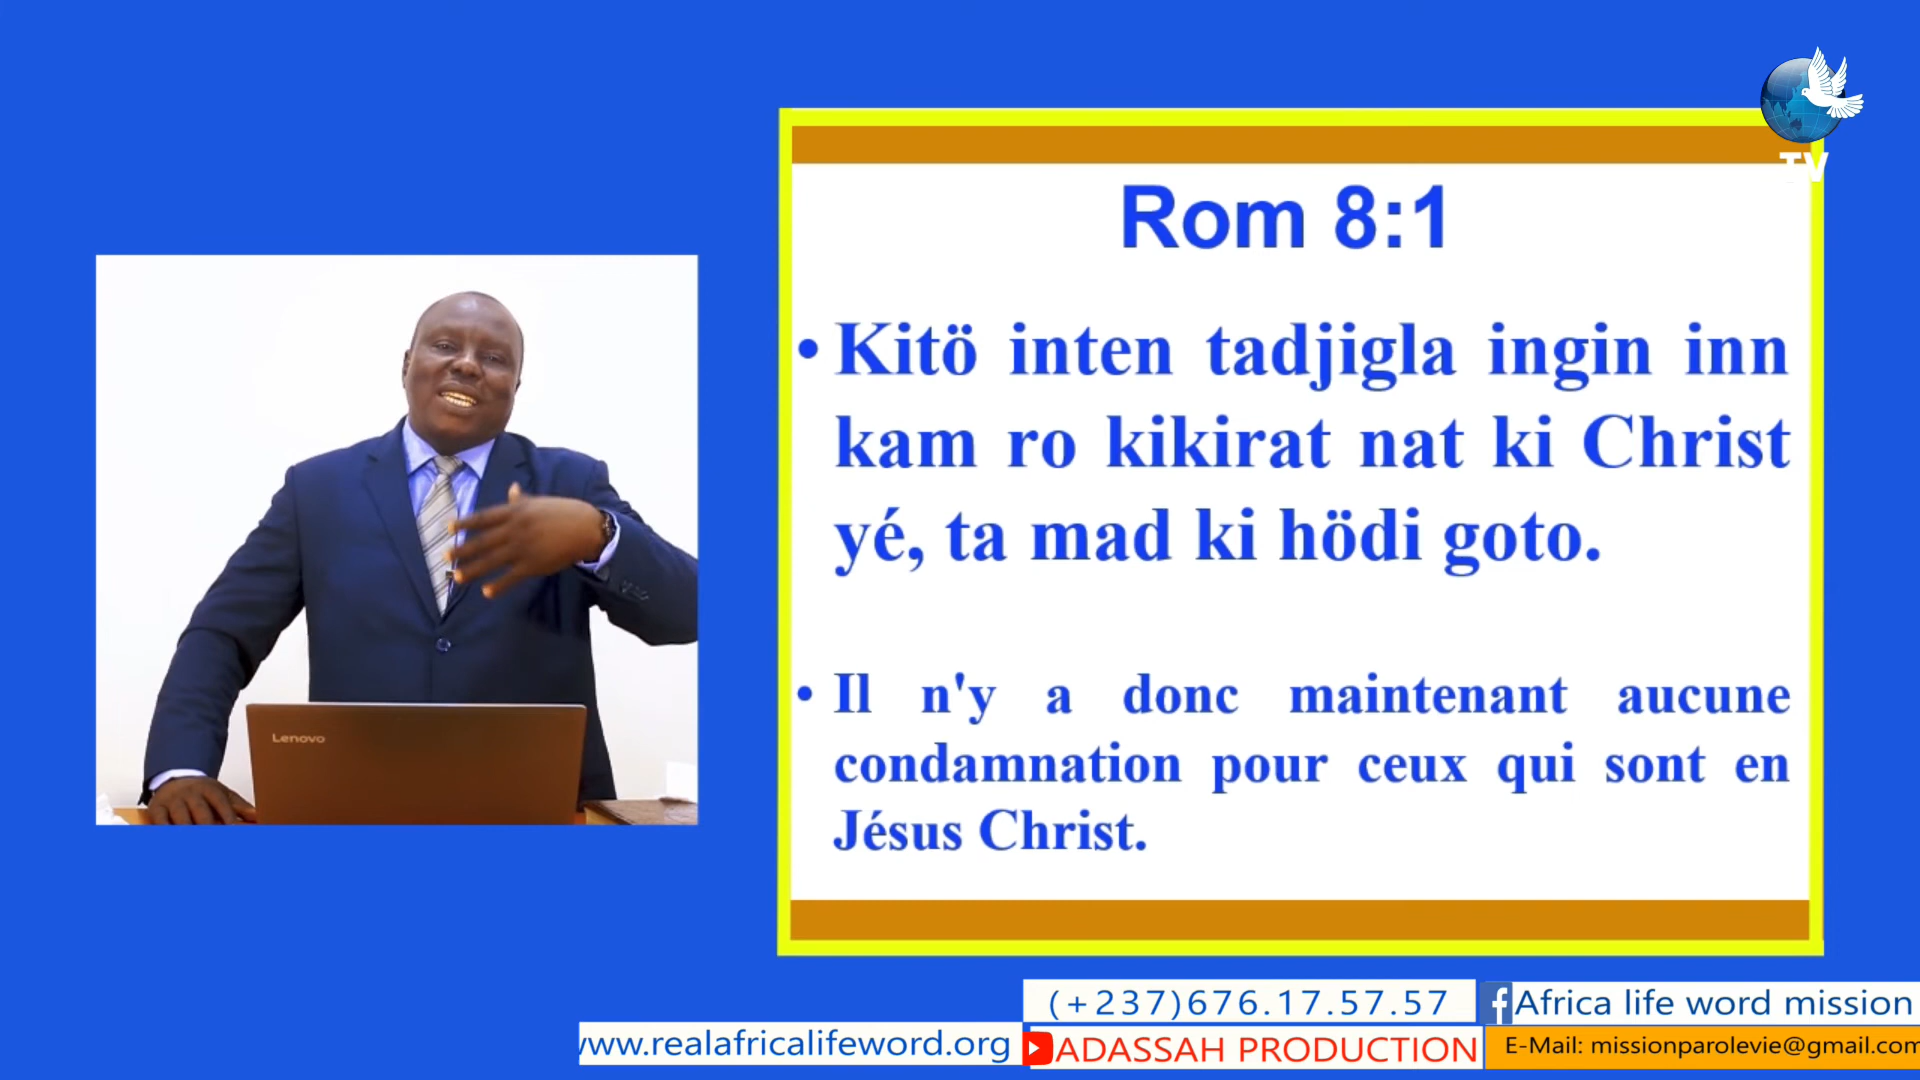 TV
Rom 8:1
• Kitö inten tadjigla ingin inn
kam ro kikirat nat ki Christ
yé, ta mad ki hödi goto.
• Il n'y a donc maintenant aucune
condamnation pour ceux qui sont en
Jésus Christ.
Lenovo
(+237)676.17.57.57
Africa life word mission
www.realafricalifeword.org
ADASSAH PRODUCTION
E-Mail: missionparolevie@gmail.com